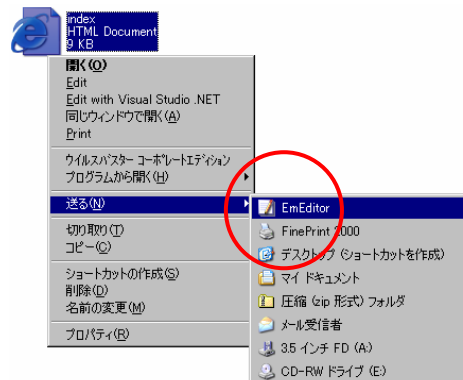 index
HTML Document
9 KB
開く(O)
Edit
Edit with Visual Studio .NET
同じウィンドウで開く(A)
Print
ウイルスバスター コーポレートエディション
プログラムから開く(H)
送る(N)
切り取り(T)
コピー(C)
ショートカットの作成(S)
削除(D)
名前の変更(M)
プロパティ(R)
EmEditor
FinePrint 2000
デスクトップ (ショートカットを作成)
マイ ドキュメント
圧縮 (zip 形式) フォルダ
メール受信者
3.5 インチ FD (A:)
CD-RW ドライブ (E:)